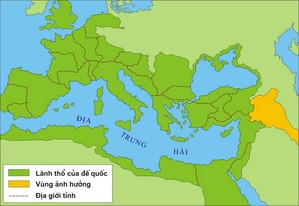 ĐỊA
TRUNG
HẢI
Lãnh thổ của đế quốc
Vùng ảnh hưởng
Địa giới tỉnh